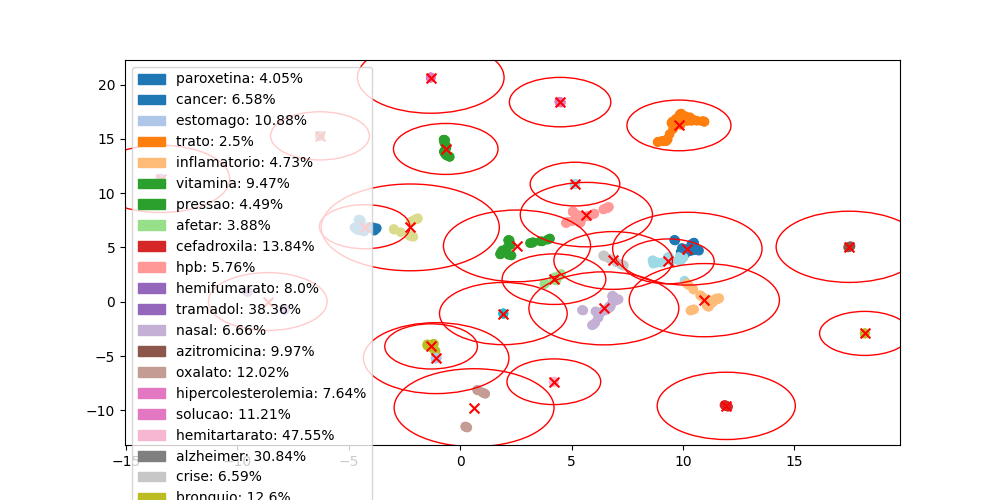 20
15
10
5
0
−5
−10
−15
−10
−5
0
5
10
15
paroxetina: 4.05%
cancer: 6.58%
estomago: 10.88%
trato: 2.5%
inflamatorio: 4.73%
vitamina: 9.47%
pressao: 4.49%
afetar: 3.88%
cefadroxila: 13.84%
hpb: 5.76%
hemifumarato: 8.0%
tramadol: 38.36%
nasal: 6.66%
azitromicina: 9.97%
oxalato: 12.02%
hipercolesterolemia: 7.64%
solucao: 11.21%
hemitartarato: 47.55%
alzheimer: 30.84%
crise: 6.59%
bronquio: 12.6%